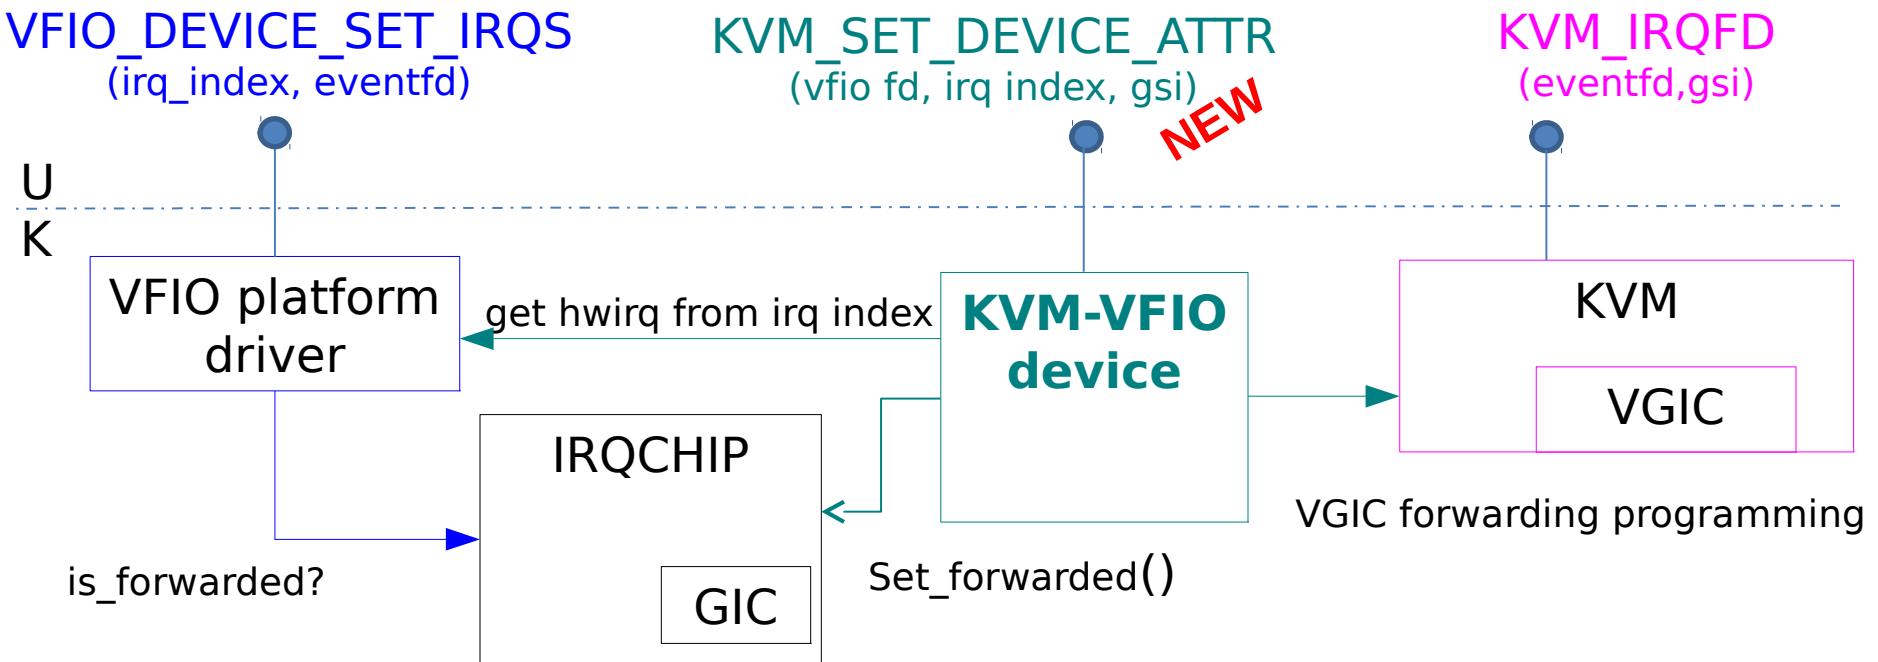 VFIO_DEVICE_SET_IRQS
(irq_index, eventfd)
KVM_SET_DEVICE_ATTR
(vfio fd, irq index, gsi)
NEW
KVM_IRQFD
(eventfd,gsi)
U
K
VFIO platform
driver
get hwirq from irq index
KVM-VFIO
device
KVM
VGIC
IRQCHIP
GIC
is_forwarded?
Set_forwarded()
VGIC forwarding programming